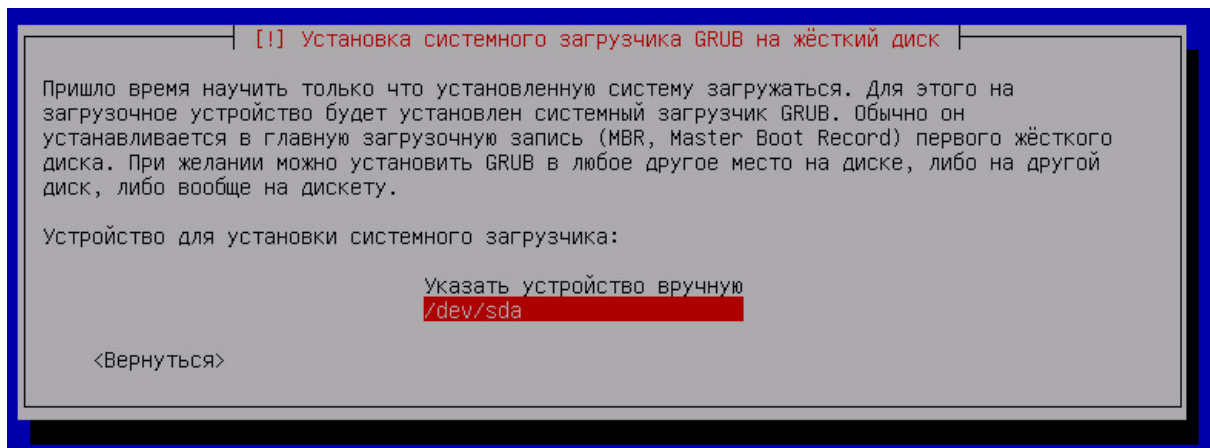 [!] Установка системного загрузчика GRUB на жёсткий диск
Пришло время научить только что установленную систему загружаться. Для этого на
загрузочное устройство будет установлен системный загрузчик GRUB. Обычно он
устанавливается в главную загрузочную запись (MBR, Master Boot Record) первого жёсткого
диска. При желании можно установить GRUB в любое другое место на диске, либо на другой
диск, либо вообще на дискету.
Устройство для установки системного загрузчика:
Указать устройство вручную
/dev/sda
<Вернуться>